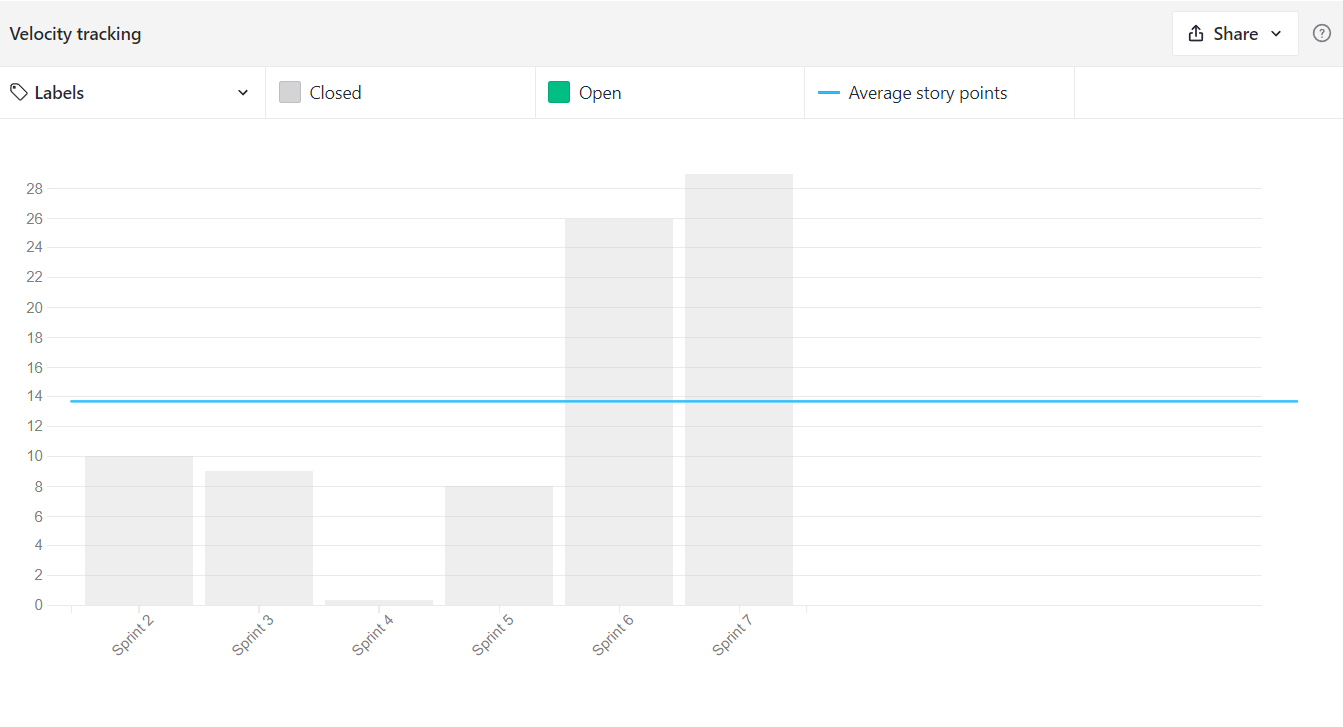 Velocity tracking
Share
?
Labels
Closed
Open
Average story points
28
26
24
22
20
18
16
14
12
10
8
6
4
2
0
Sprint 2
Sprint 3
Sprint 4
Sprint 5
Sprint 6
Sprint 7